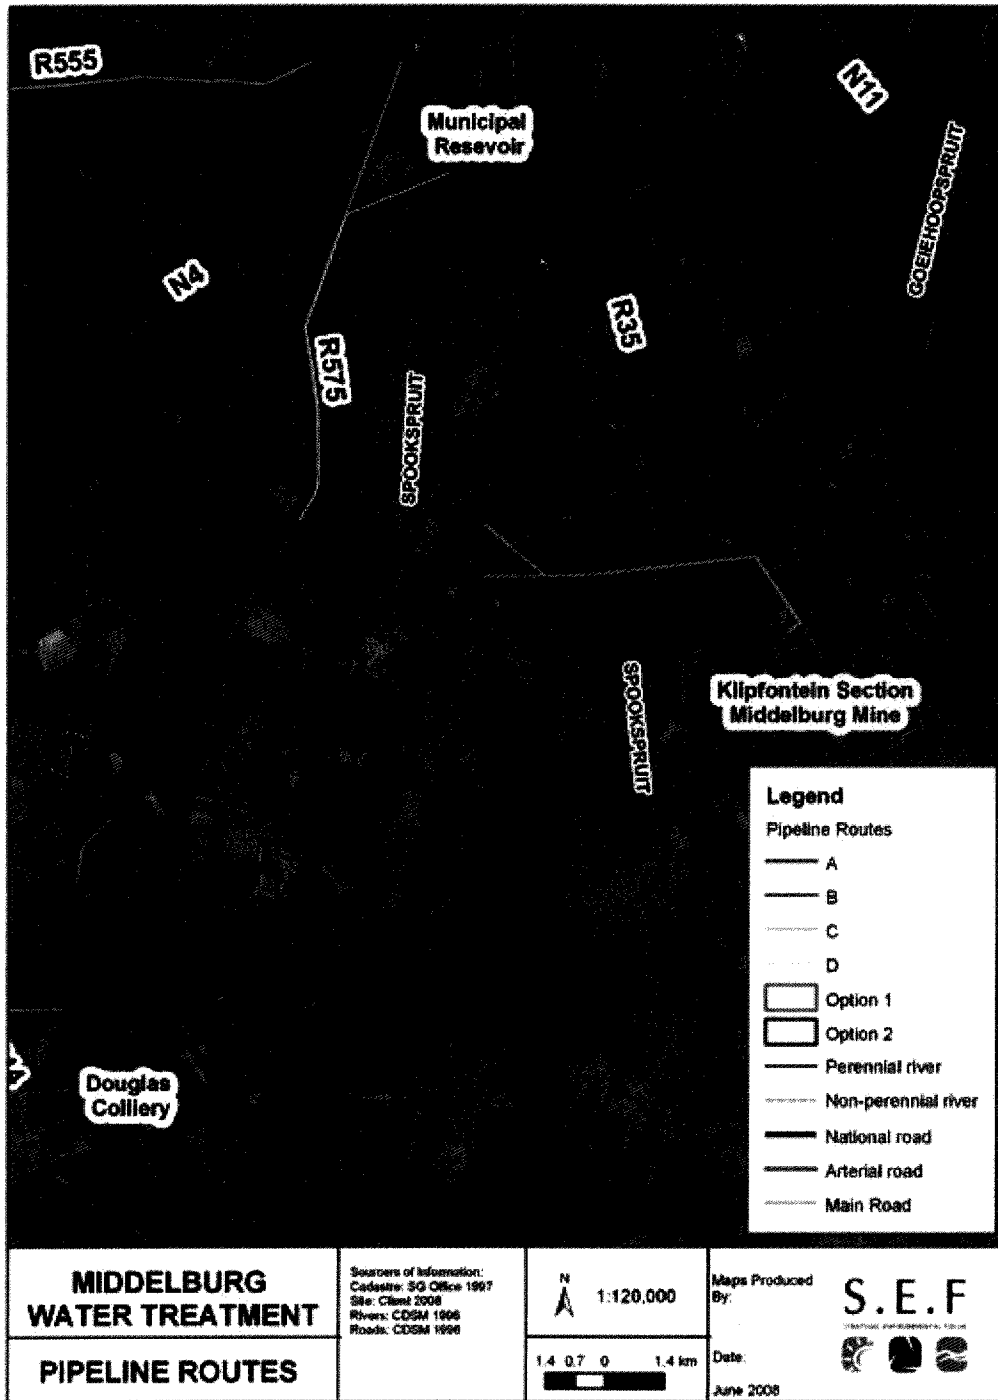 R555
N11
Municipal
Resevoir
GOEIEHOOPSPRUIT
N4
R35
R575
SPOOKSPRUIT
SPOOKSPRUIT
Klipfontein Section
Middelburg Mine
Legend
Pipeline Routes
A
B
C
D
Option 1
Option 2
Perennial river
Non-perennial river
National road
Arterial road
Main Road
Douglas
Colliery
MIDDELBURG
WATER TREATMENT
PIPELINE ROUTES
Sources of Information:
Cadastre: SG Office 1997
Site: Client 2008
Rivers: CDSM 1996
Roads: CDSM 1996
N
1:120,000
1.4 0.7 0 1.4 km
Maps Produced
By:
S.E.F
Date:
June 2008